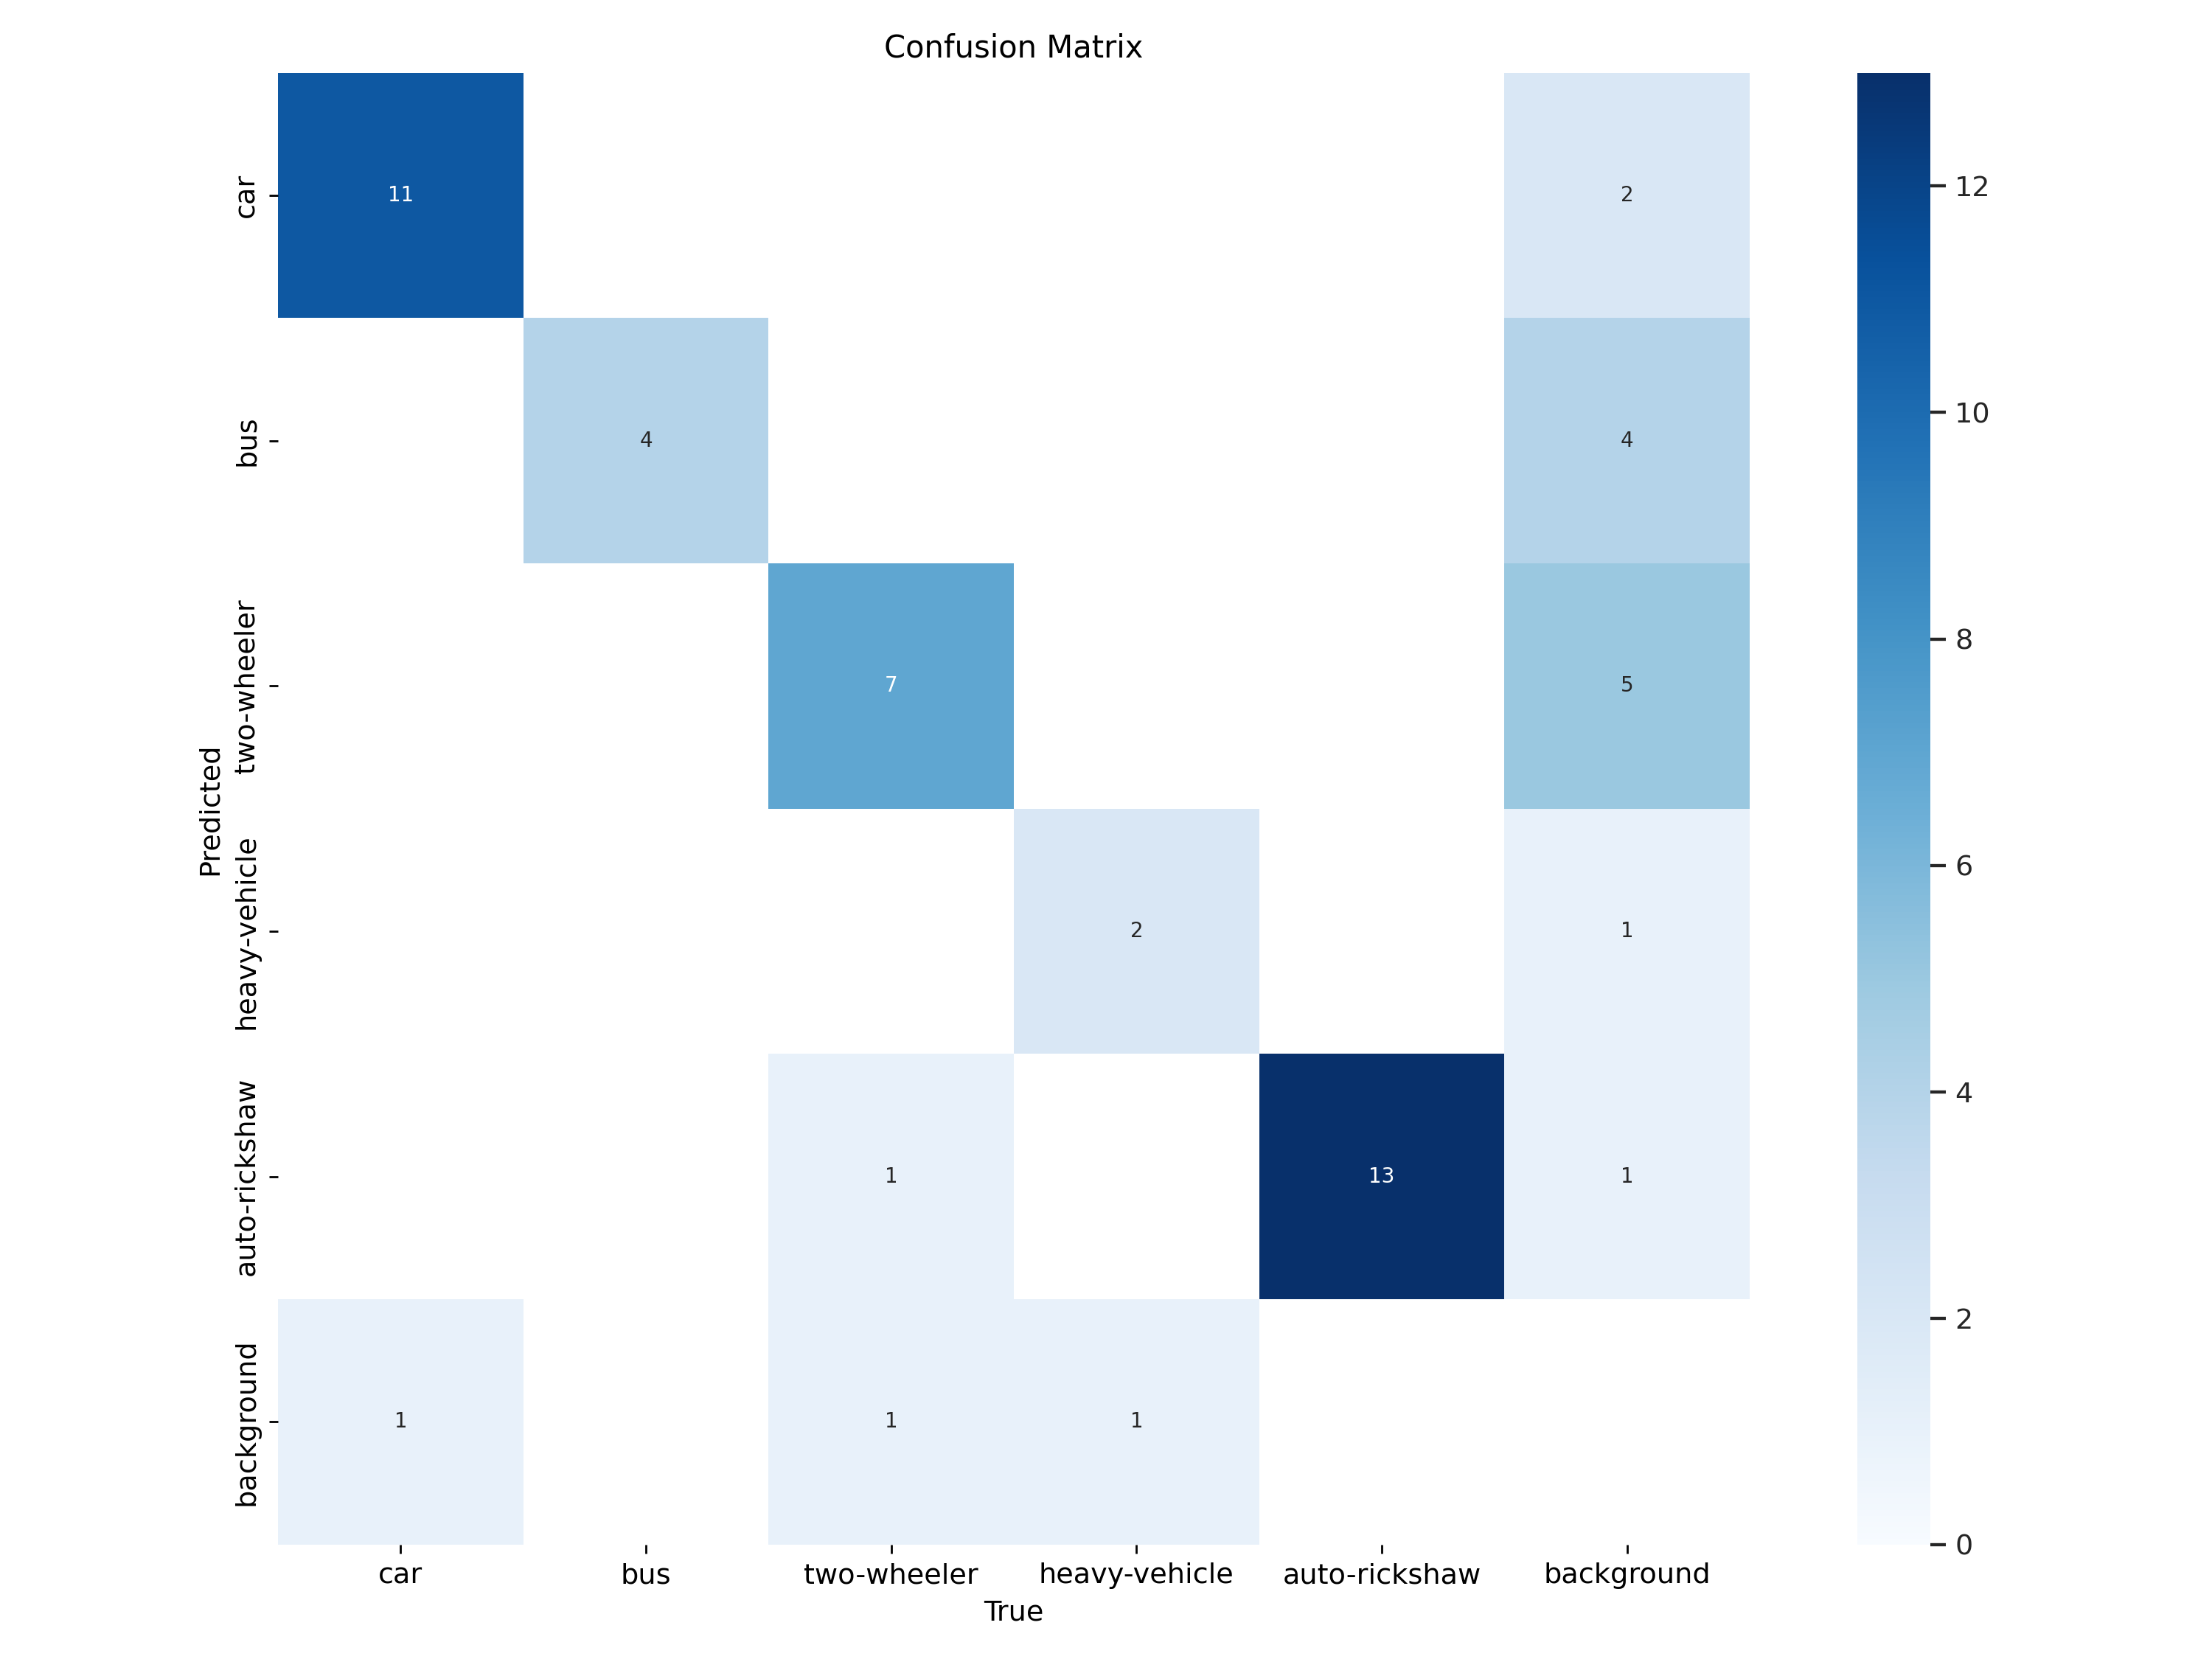 Confusion Matrix
car
11
2
12
bus
4
4
10
two-wheeler
7
5
8
Predicted
heavy-vehicle
2
1
6
auto-rickshaw
1
13
1
4
background
1
1
1
2
0
car bus two-wheeler heavy-vehicle auto-rickshaw background
True